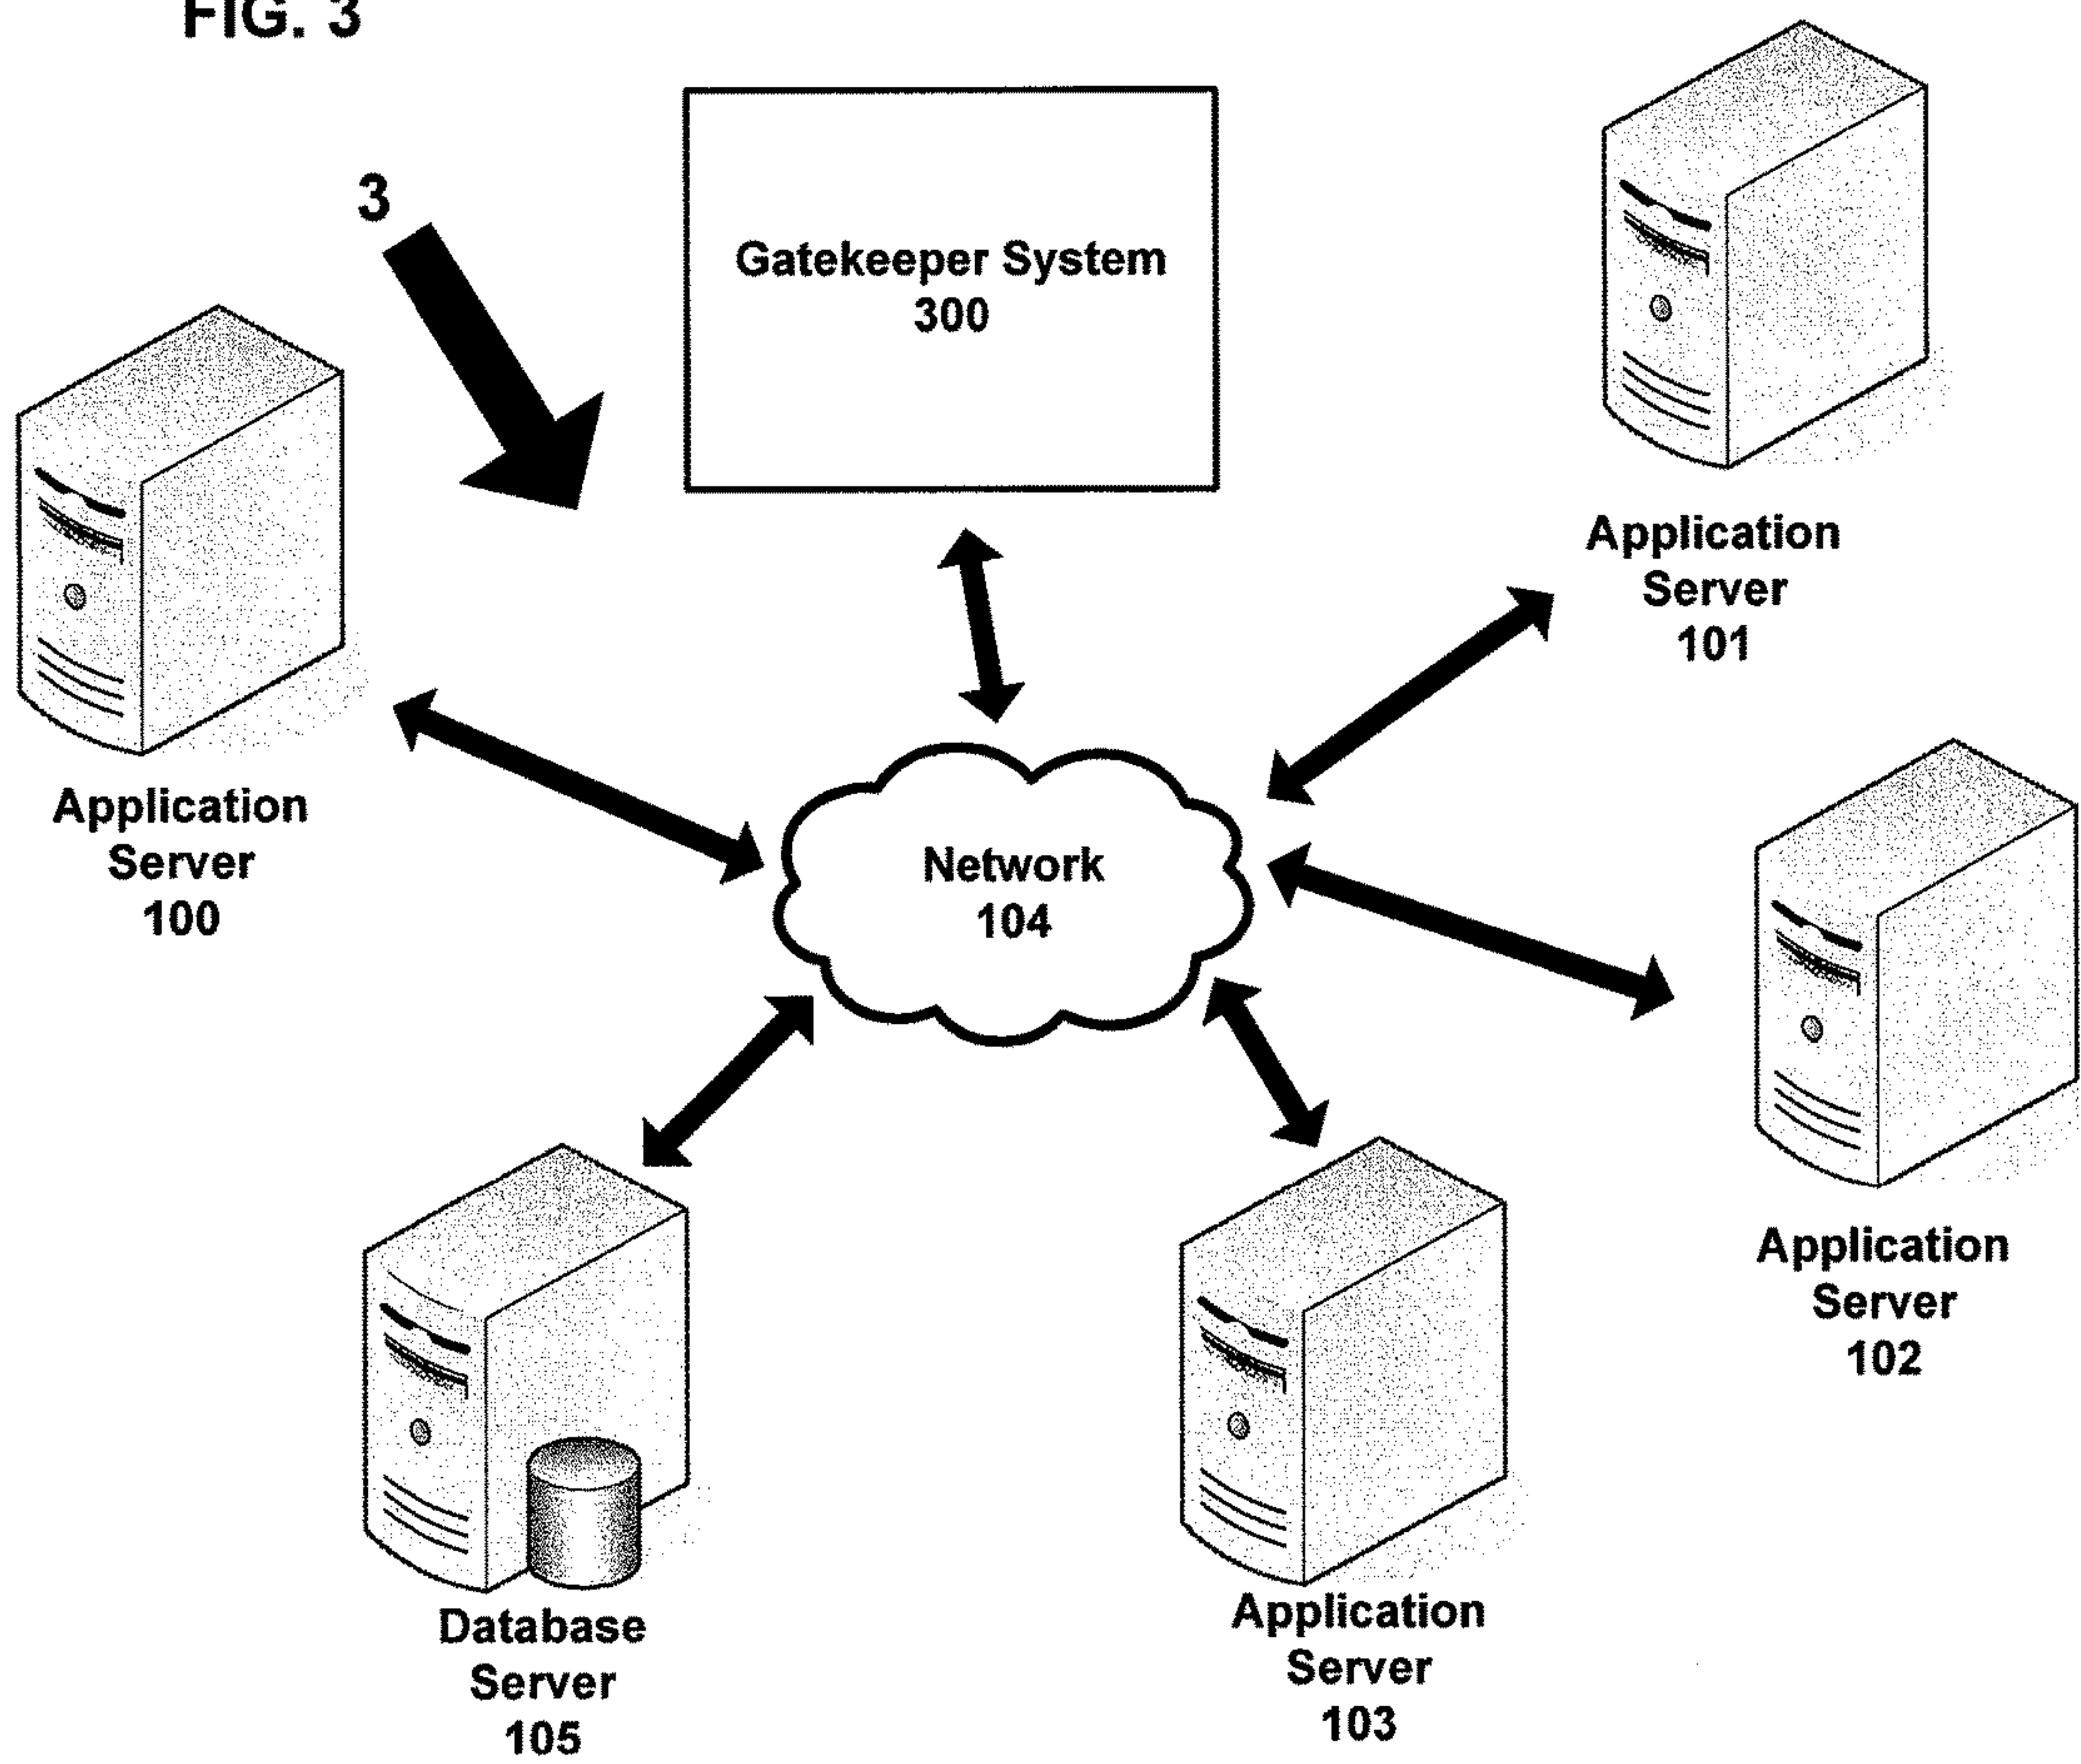 FIG. 3
3
Gatekeeper System
300
Application
Server
101
Application
Server
100
Network
104
Application
Server
102
Database
Server
105
Application
Server
103